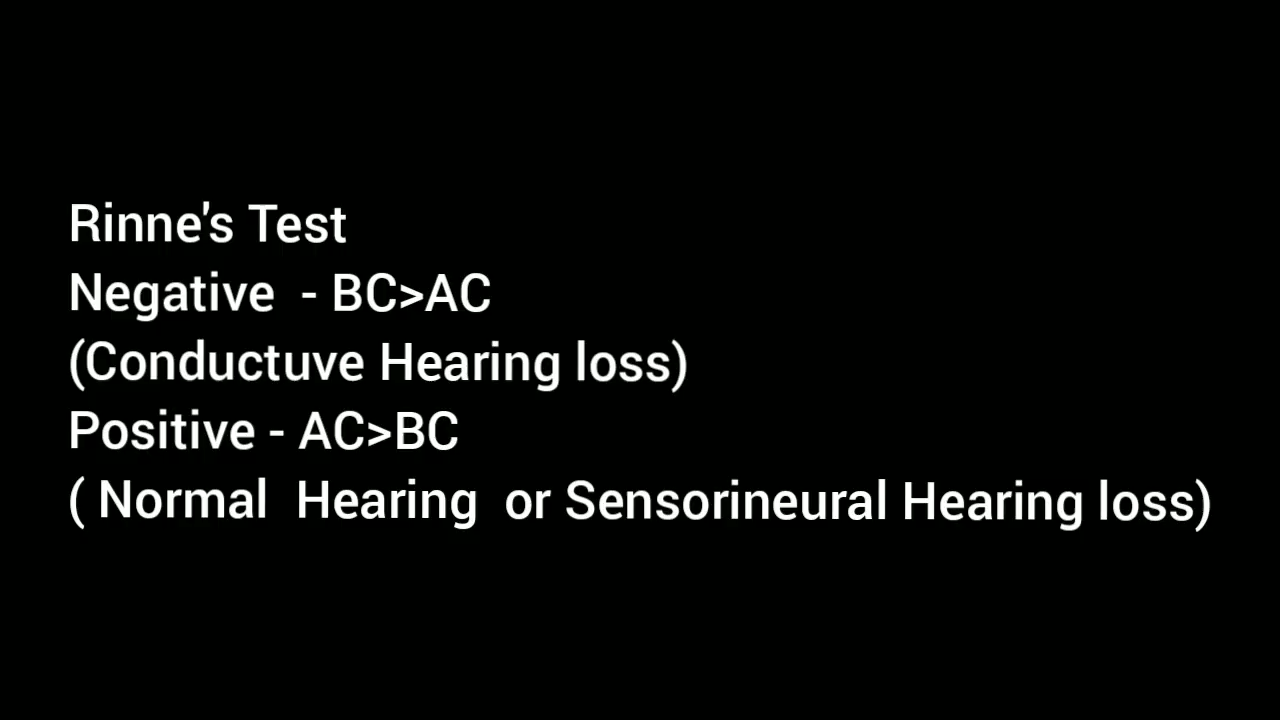 Rinne's Test
Negative - BC>AC
(Conductuve Hearing loss)
Positive - AC>BC
( Normal Hearing or Sensorineural Hearing loss)